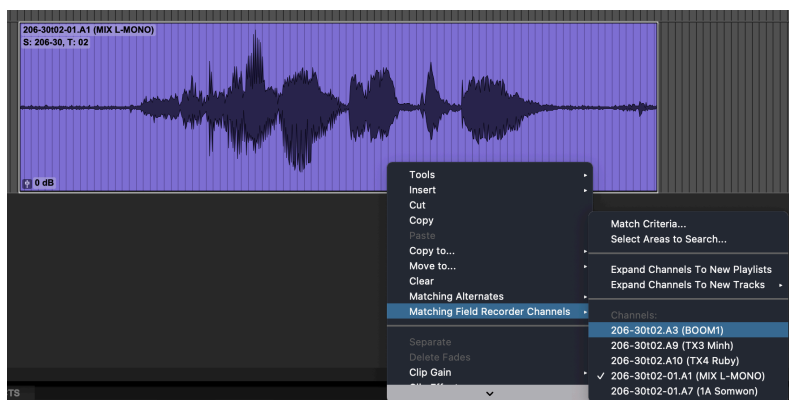 206-30t02-01.A1 (MIX L-MONO)
S: 206-30, T: 02
0 dB
Tools
Insert
Cut
Copy
Paste
Copy to...
Move to...
Clear
Matching Alternates
Matching Field Recorder Channels
Separate
Delete Fades
Clip Gain
Match Criteria...
Select Areas to Search...
Expand Channels To New Playlists
Expand Channels To New Tracks
Channels:
206-30t02.A3 (BOOM1)
206-30t02.A9 (TX3 Minh)
206-30t02.A10 (TX4 Ruby)
✓ 206-30t02-01.A1 (MIX L-MONO)
206-30t02-01.A7 (1A Somwon)
TS